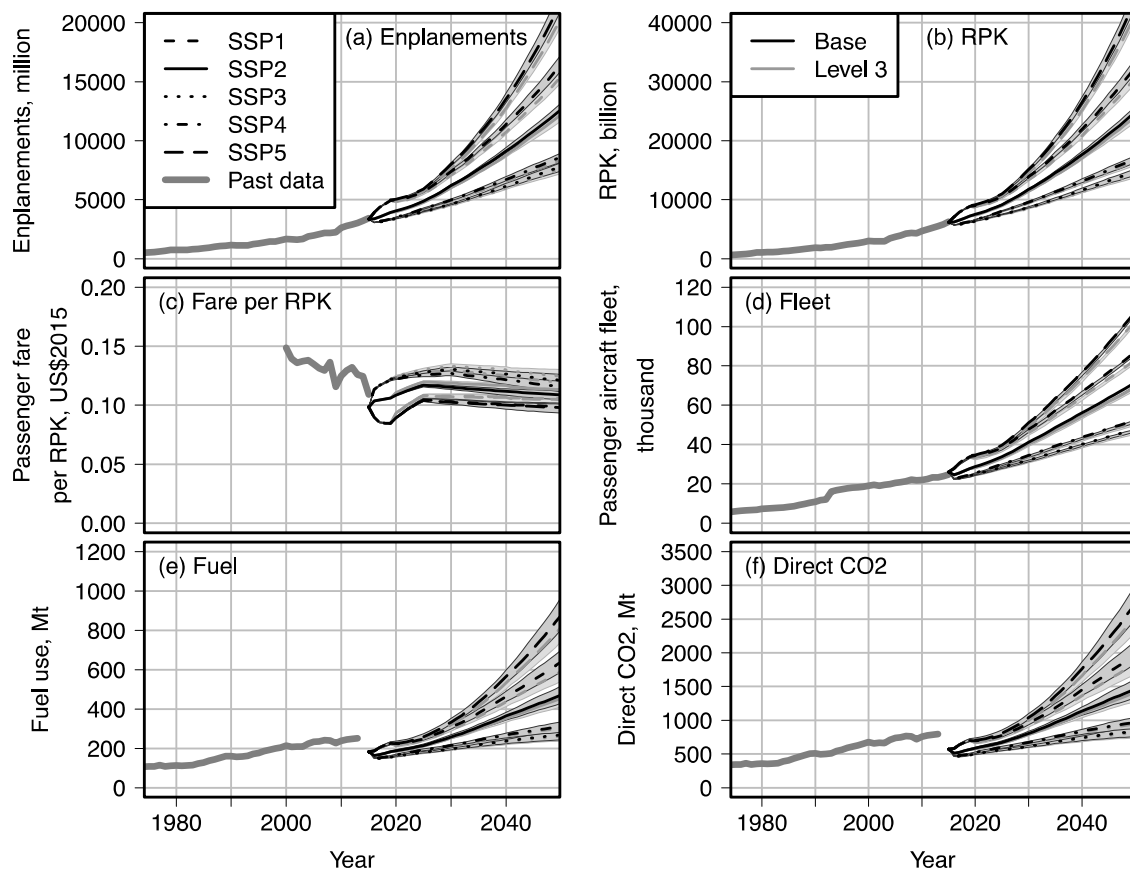 (a) Enplanements
Enplanements, million
20000
15000
10000
5000
0
SSP1
SSP2
SSP3
SSP4
SSP5
Past data
(b) RPK
RPK, billion
40000
30000
20000
10000
0
Base
Level 3
(c) Fare per RPK
Passenger fare
per RPK, US$2015
0.20
0.15
0.10
0.05
0.00
(d) Fleet
Passenger aircraft fleet,
thousand
120
100
80
60
40
20
0
(e) Fuel
Fuel use, Mt
1200
1000
800
600
400
200
0
1980 2000 2020 2040
Year
(f) Direct CO2
Direct CO2, Mt
3500
3000
2500
2000
1500
1000
500
0
1980 2000 2020 2040
Year